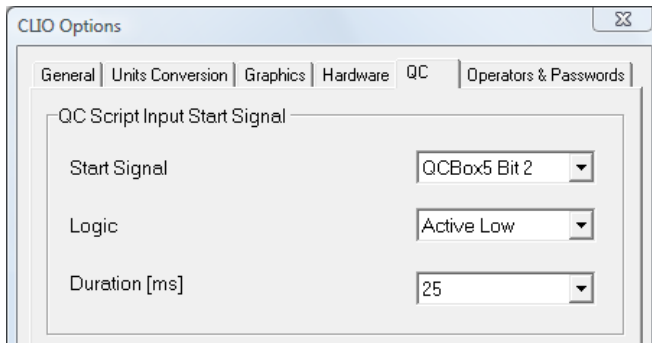 CLIO Options
General Units Conversion Graphics Hardware QC Operators & Passwords
QC Script Input Start Signal
Start Signal QCBox5 Bit 2
Logic Active Low
Duration [ms] 25